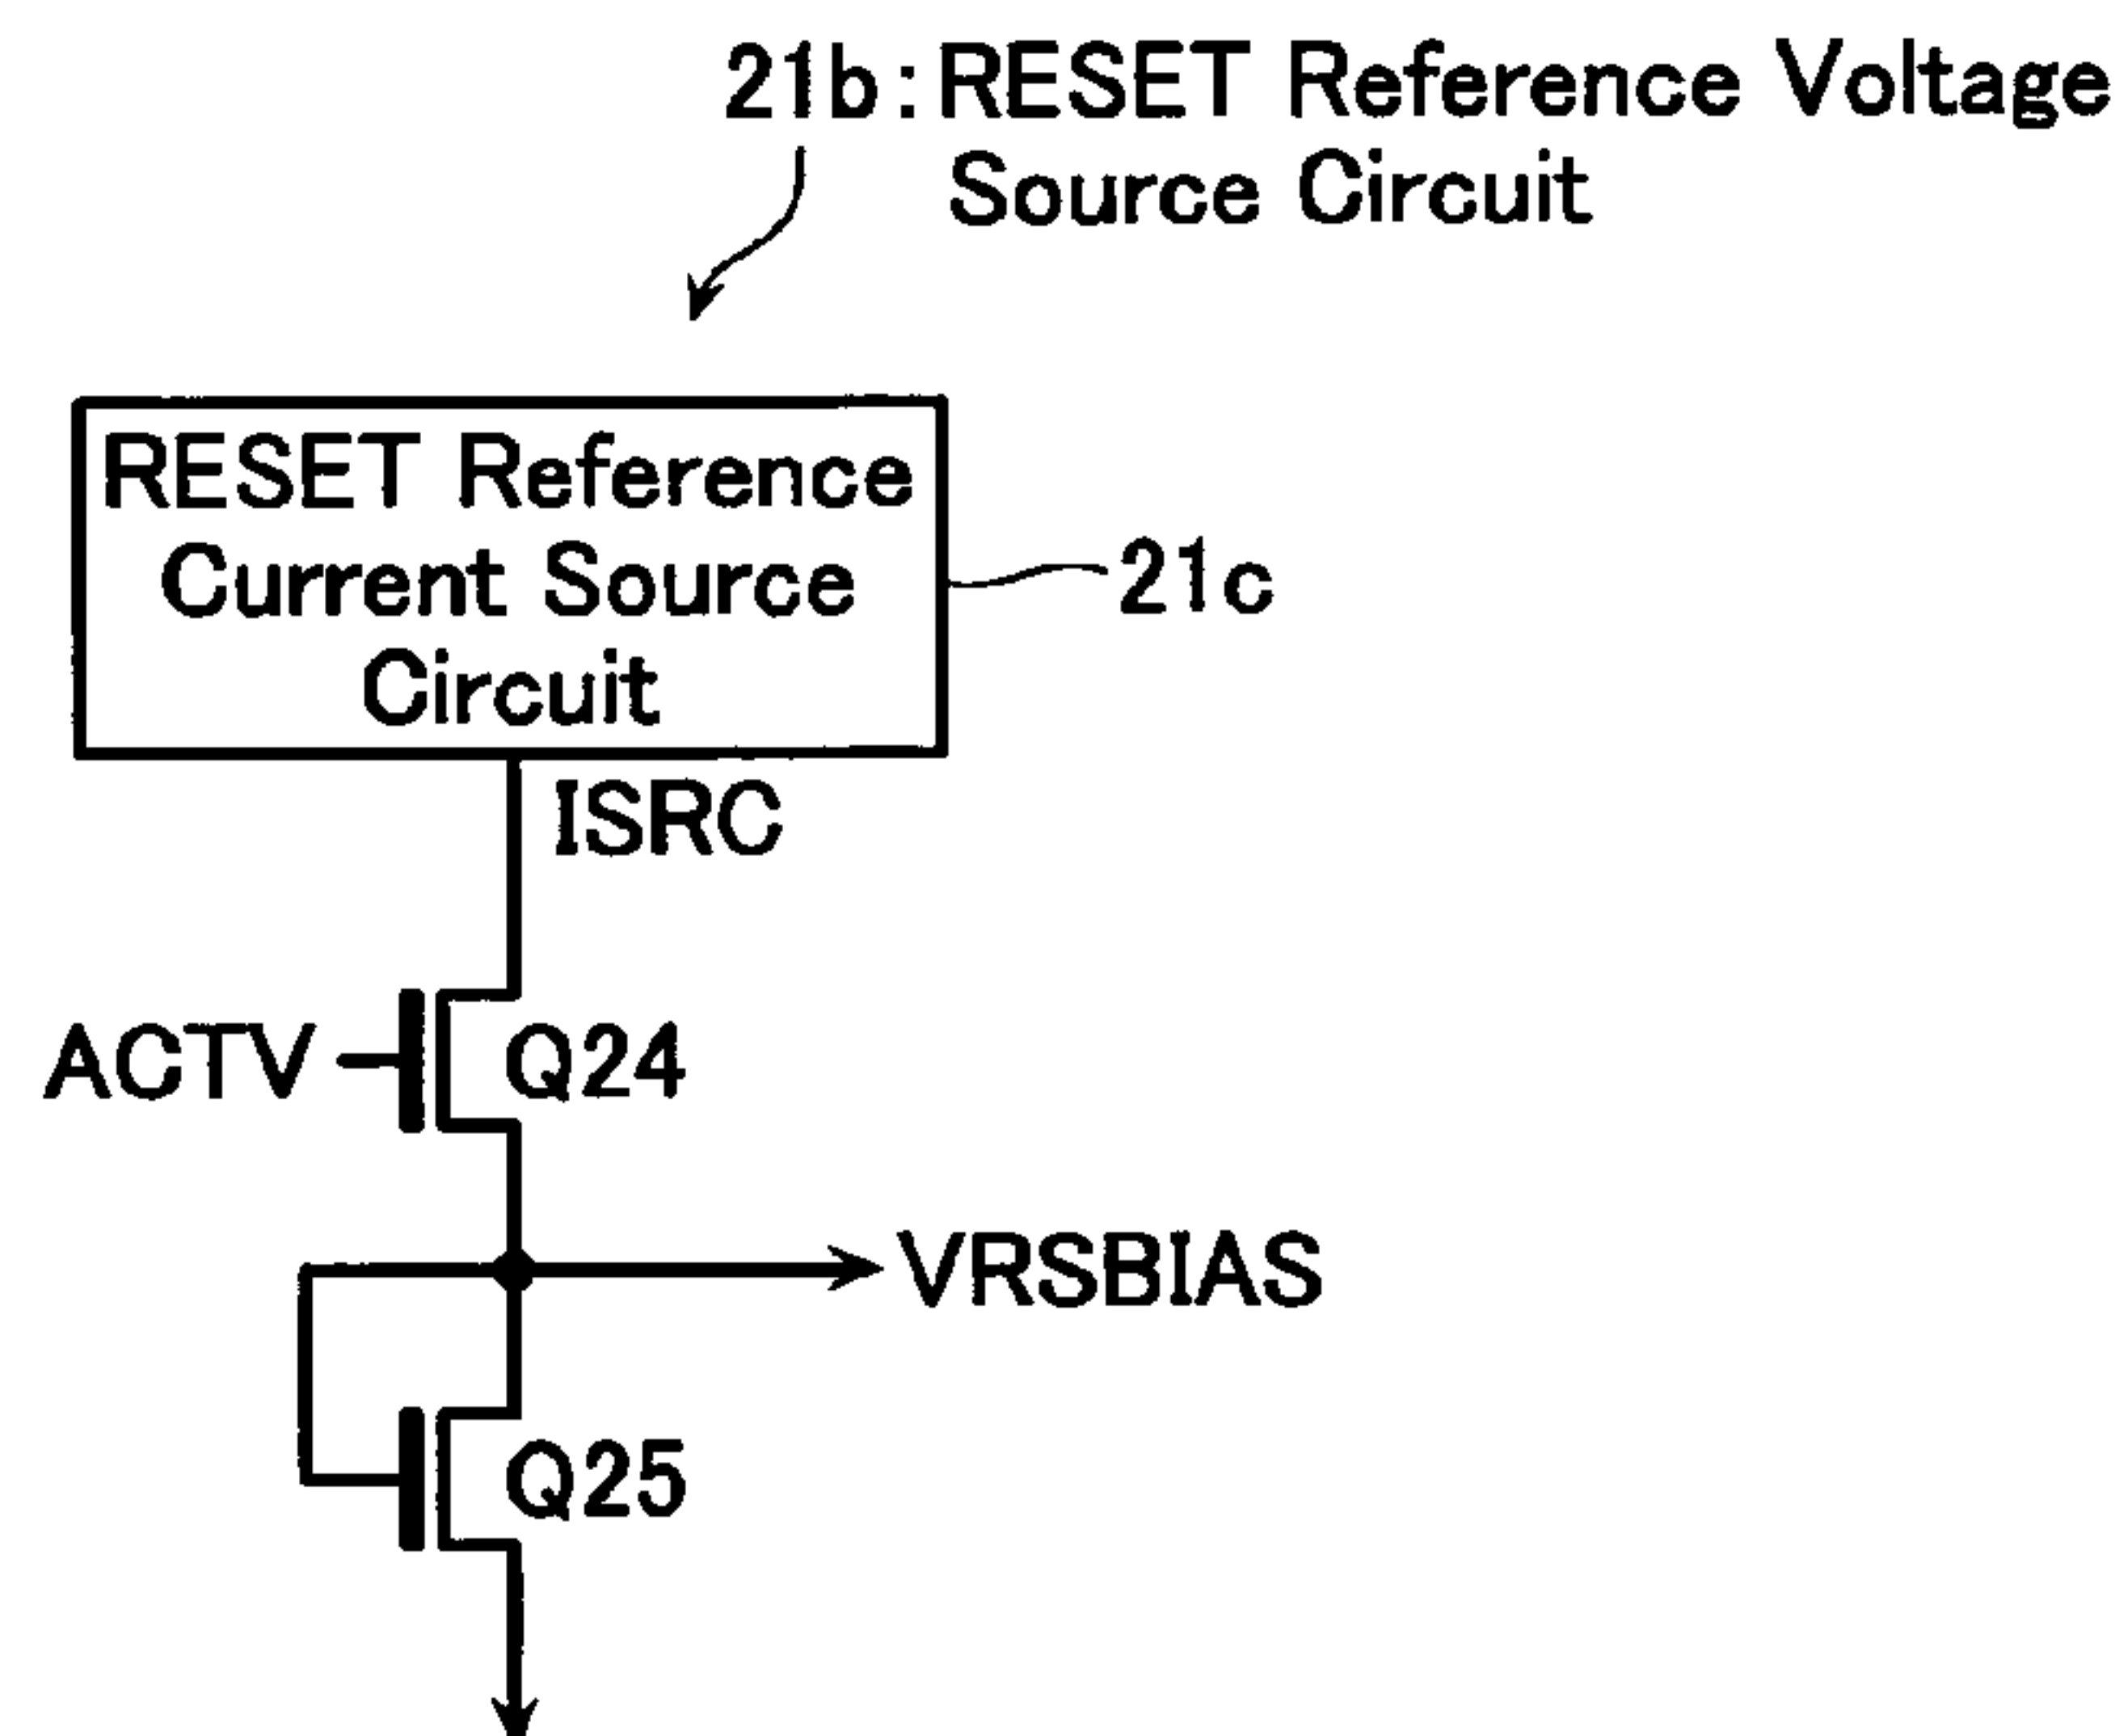 21b: RESET Reference Voltage
Source Circuit
RESET Reference
Current Source
Circuit
21c
ISRC
ACTV
Q24
VRSBIAS
Q25